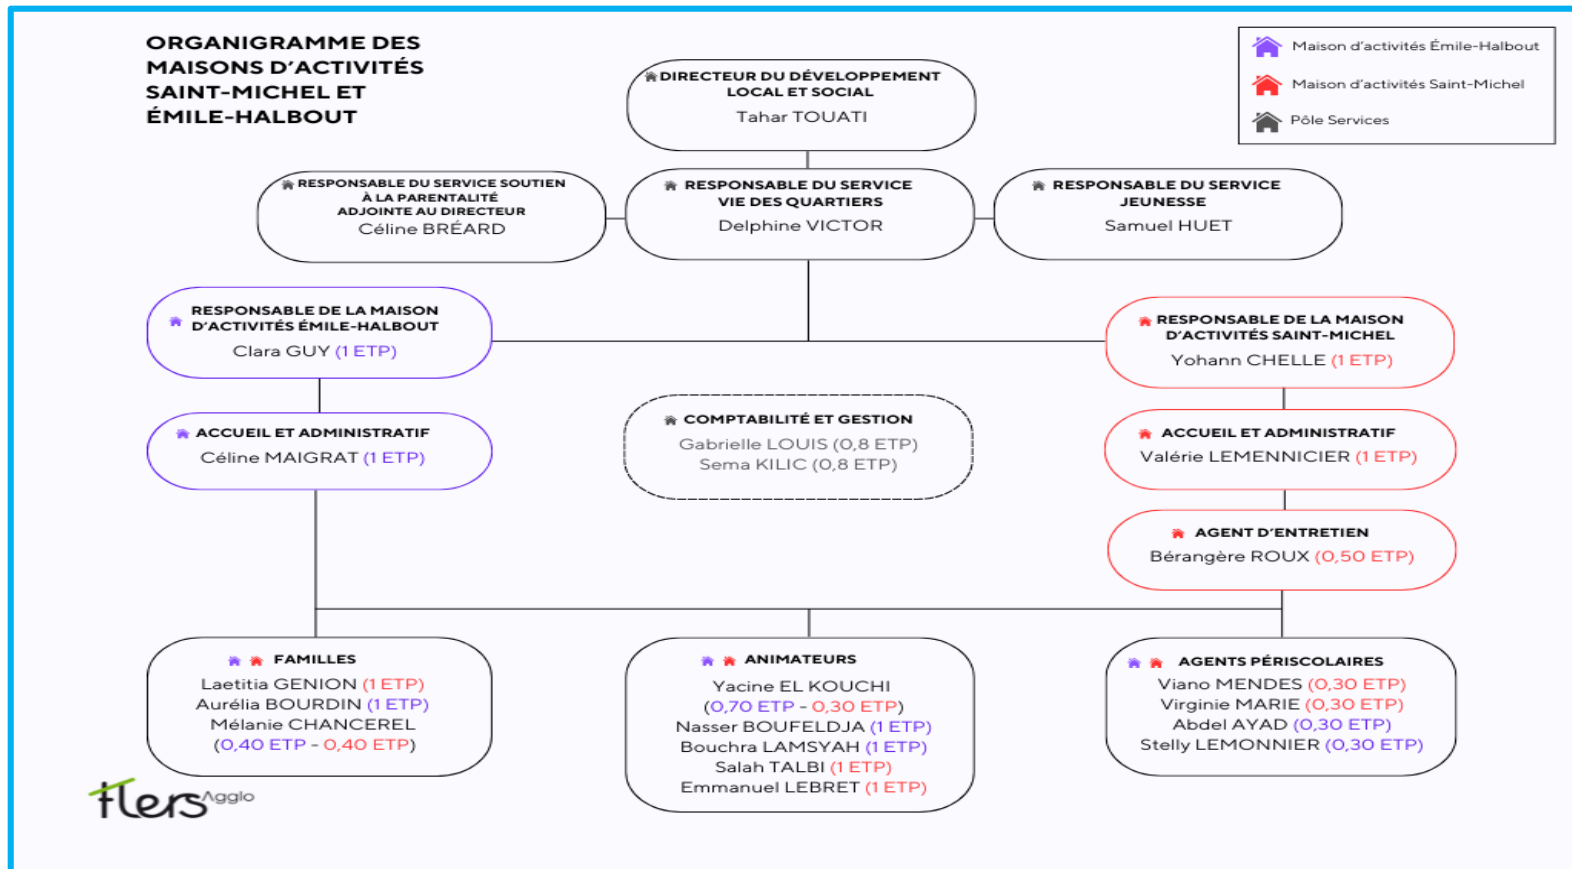 ORGANIGRAMME DES
MAISONS D'ACTIVITÉS
SAINT-MICHEL ET
ÉMILE-HALBOUT
Maison d'activités Émile-Halbout
Maison d'activités Saint-Michel
Pôle Services
DIRECTEUR DU DÉVELOPPEMENT
LOCAL ET SOCIAL
Tahar TOUATI
RESPONSABLE DU SERVICE SOUTIEN
À LA PARENTALITÉ
ADJOINTE AU DIRECTEUR
Céline BRÉARD
RESPONSABLE DU SERVICE
VIE DES QUARTIERS
Delphine VICTOR
RESPONSABLE DU SERVICE
JEUNESSE
Samuel HUET
RESPONSABLE DE LA MAISON
D'ACTIVITÉS ÉMILE-HALBOUT
Clara GUY (1 ETP)
RESPONSABLE DE LA MAISON
D'ACTIVITÉS SAINT-MICHEL
Yohann CHELLE (1 ETP)
ACCUEIL ET ADMINISTRATIF
Céline MAIGRAT (1 ETP)
COMPTABILITÉ ET GESTION
Gabrielle LOUIS (0,8 ETP)
Sema KILIC (0,8 ETP)
ACCUEIL ET ADMINISTRATIF
Valérie LEMENNICIER (1 ETP)
AGENT D'ENTRETIEN
Bérangère ROUX (0,50 ETP)
FAMILLES
Laetitia GENION (1 ETP)
Aurélia BOURDIN (1 ETP)
Mélanie CHANCEREL
(0,40 ETP - 0,40 ETP)
ANIMATEURS
Yacine EL KOUCHI
(0,70 ETP - 0,30 ETP)
Nasser BOUFELDJA (1 ETP)
Bouchra LAMSYAH (1 ETP)
Salah TALBI (1 ETP)
Emmanuel LEBRET (1 ETP)
AGENTS PÉRISCOLAIRES
Viano MENDES (0,30 ETP)
Virginie MARIE (0,30 ETP)
Abdel AYAD (0,30 ETP)
Stelly LEMONNIER (0,30 ETP)
flers Agglo